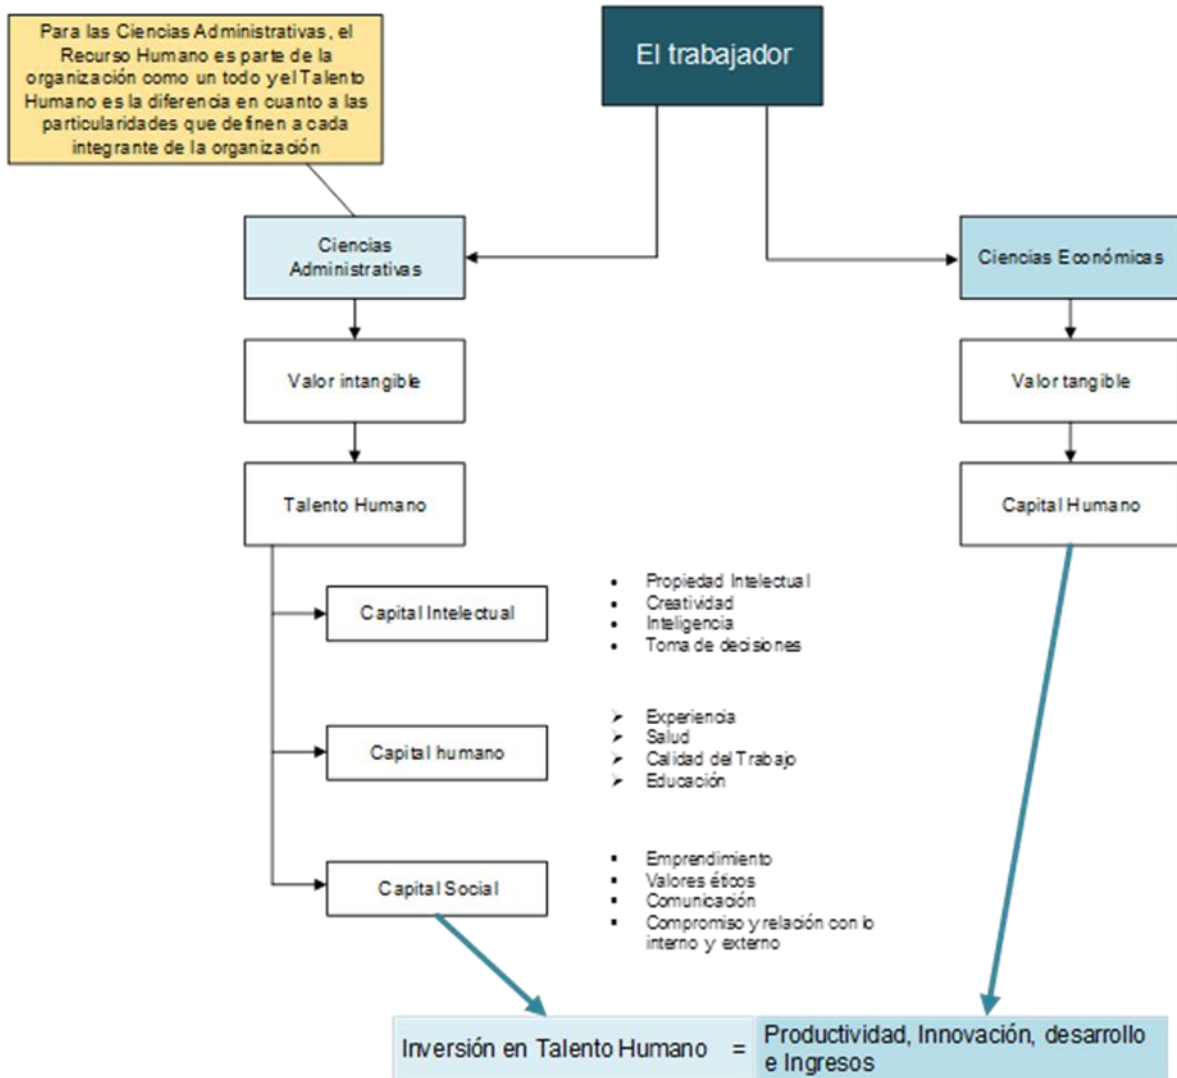 Para las Ciencias Administrativas, el
Recurso Humano es parte de la
organización como un todo y el Talento
Humano es la diferencia en cuanto a las
particularidades que definen a cada
integrante de la organización
El trabajador
Ciencias
Administrativas
Ciencias Económicas
Valor intangible
Valor tangible
Talento Humano
Capital Humano
Capital Intelectual
• Propiedad Intelectual
• Creatividad
• Inteligencia
• Toma de decisiones
Capital humano
➢ Experiencia
➢ Salud
➢ Calidad del Trabajo
➢ Educación
Capital Social
▪ Emprendimiento
▪ Valores éticos
▪ Comunicación
▪ Compromiso y relación con lo
interno y externo
Inversión en Talento Humano =
Productividad, Innovación, desarrollo
e Ingresos